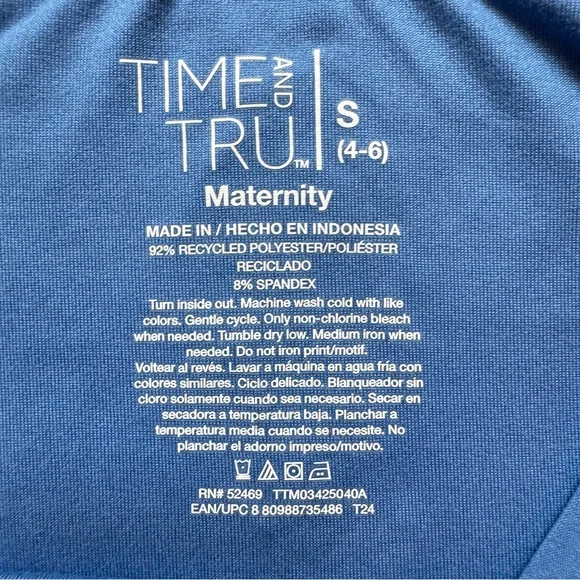 TIME AND
TRU™
S
(4-6)
Maternity
MADE IN / HECHO EN INDONESIA
92% RECYCLED POLYESTER/POLIÉSTER
RECICLADO
8% SPANDEX
Turn inside out. Machine wash cold with like
colors. Gentle cycle. Only non-chlorine bleach
when needed. Tumble dry low. Medium iron when
needed. Do not iron print/motif.
Voltear al revés. Lavar a máquina en agua fría con
colores similares. Ciclo delicado. Blanqueador sin
cloro solamente cuando sea necesario. Secar en
secadora a temperatura baja. Planchar a
temperatura media cuando se necesite. No
planchar el adorno impreso/motivo.
RN# 52469 TTM03425040A
EAN/UPC 8 80988735486 T24